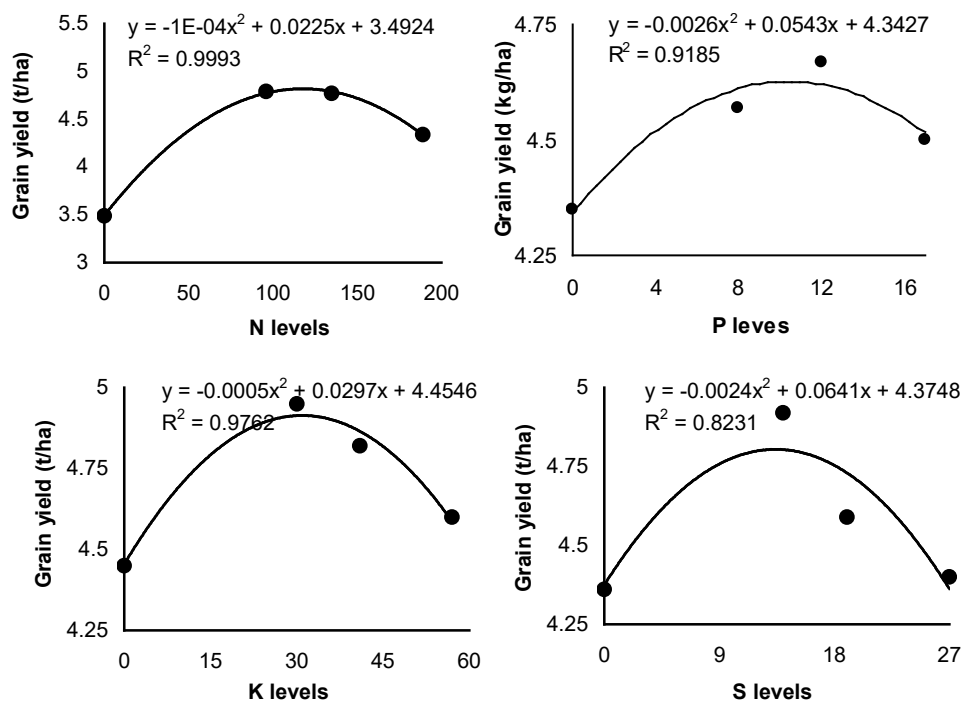 y = -1E-04x² + 0.0225x + 3.4924
R² = 0.9993
Grain yield (t/ha)
5.5
5
4.5
4
3.5
3
0 50 100 150 200
N levels
y = -0.0026x² + 0.0543x + 4.3427
R² = 0.9185
Grain yield (kg/ha)
4.75
4.5
4.25
0 4 8 12 16
P leves
y = -0.0005x² + 0.0297x + 4.4546
R² = 0.9762
Grain yield (t/ha)
5
4.75
4.5
4.25
0 15 30 45 60
K levels
y = -0.0024x² + 0.0641x + 4.3748
R² = 0.8231
Grain yield (t/ha)
5
4.75
4.5
4.25
0 9 18 27
S levels